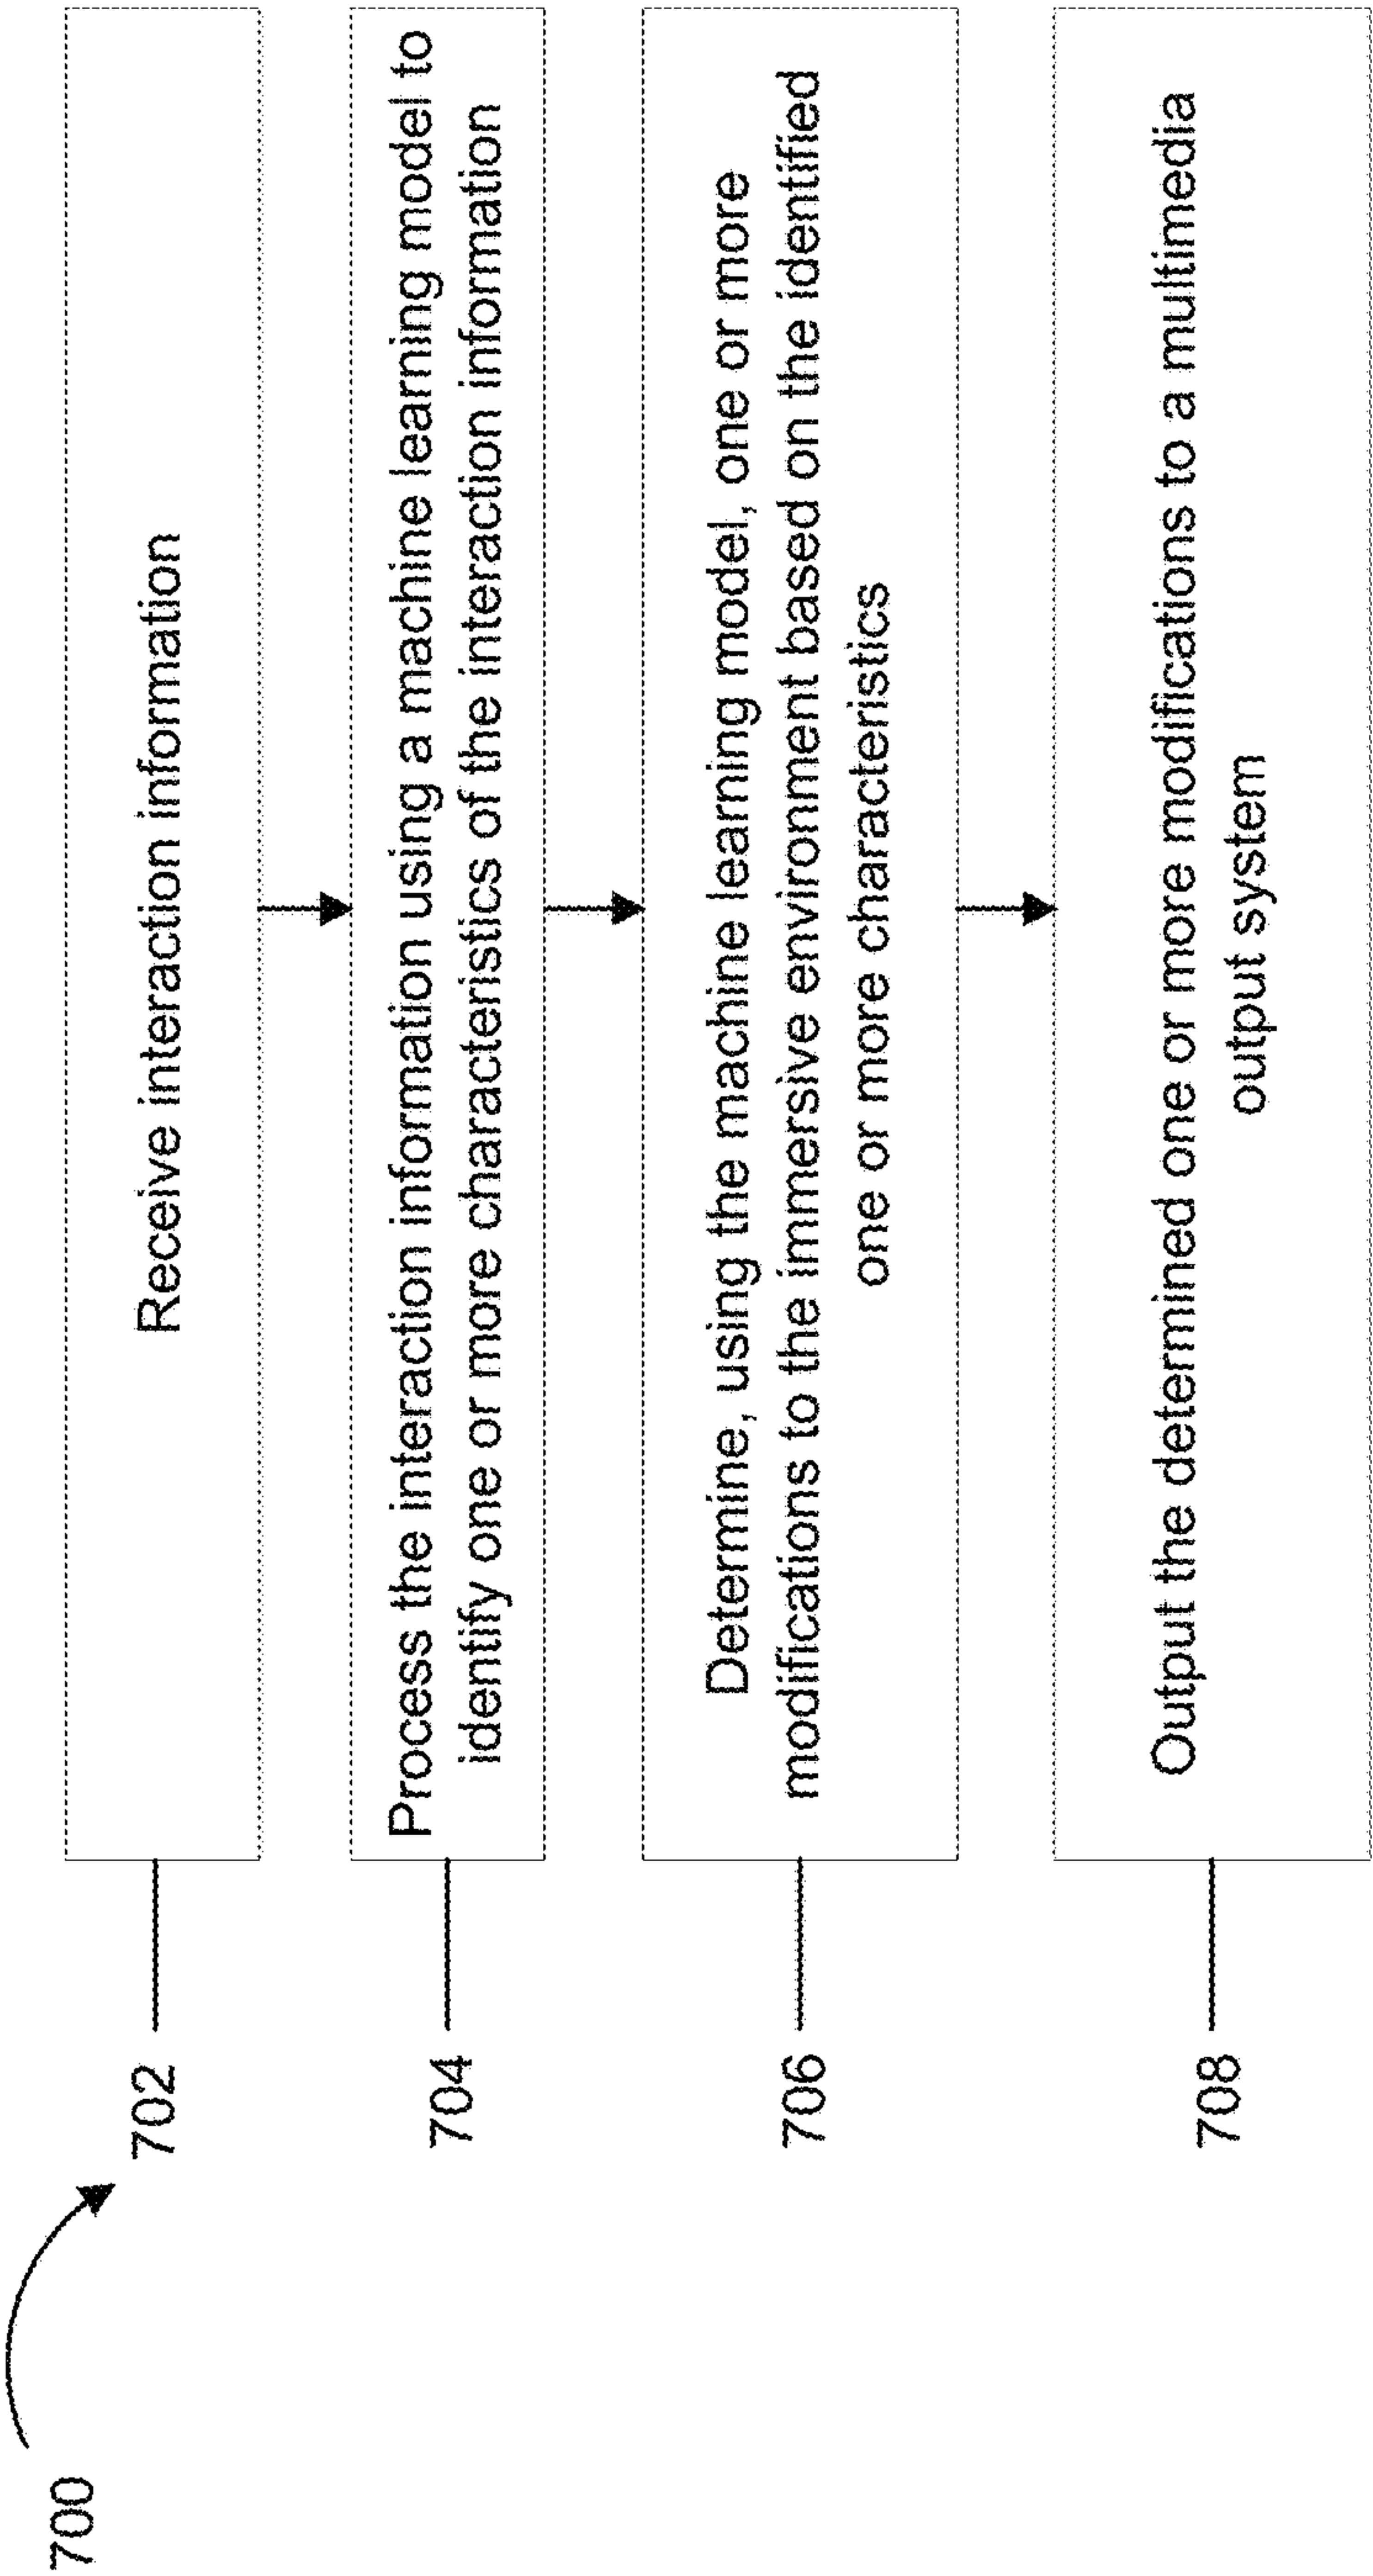 700
702
Receive interaction information
704
Process the interaction information using a machine learning model to
identify one or more characteristics of the interaction information
706
Determine, using the machine learning model, one or more
modifications to the immersive environment based on the identified
one or more characteristics
708
Output the determined one or more modifications to a multimedia
output system